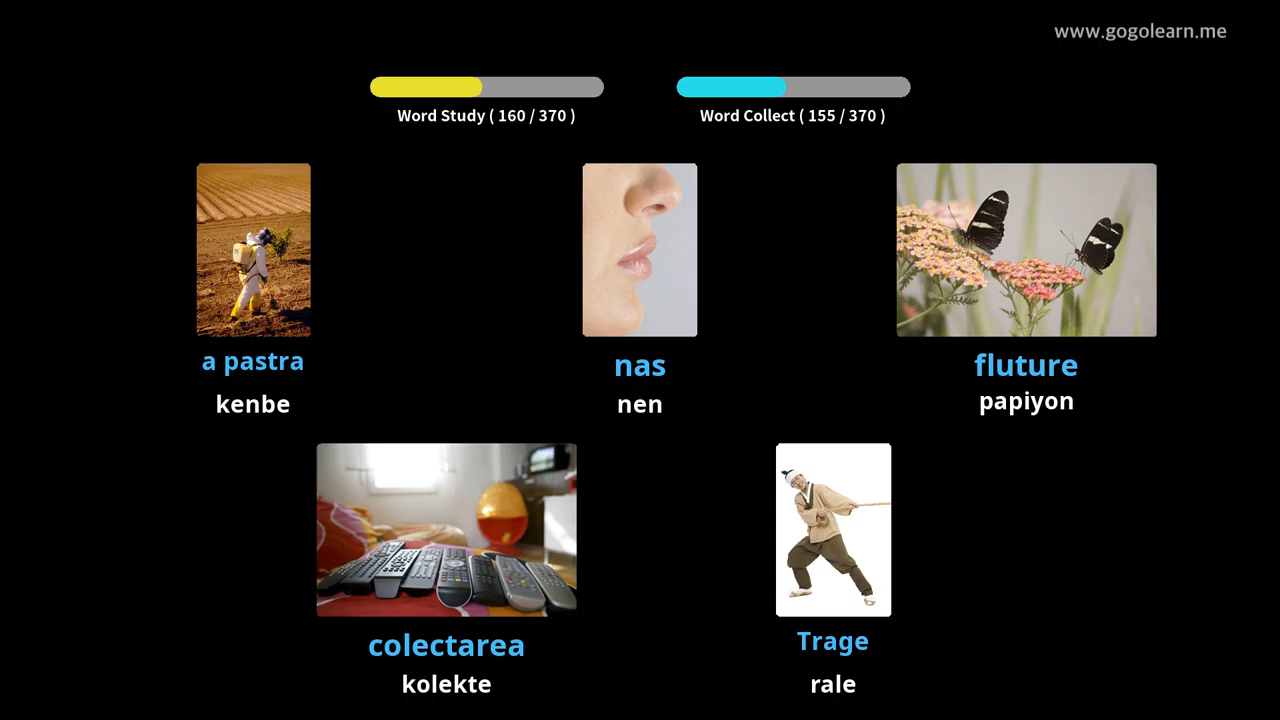 www.gogolearn.me
Word Study ( 160 / 370 )
Word Collect ( 155 / 370 )
a pastra
kenbe
nas
nen
fluture
papiyon
colectarea
kolekte
Trage
rale